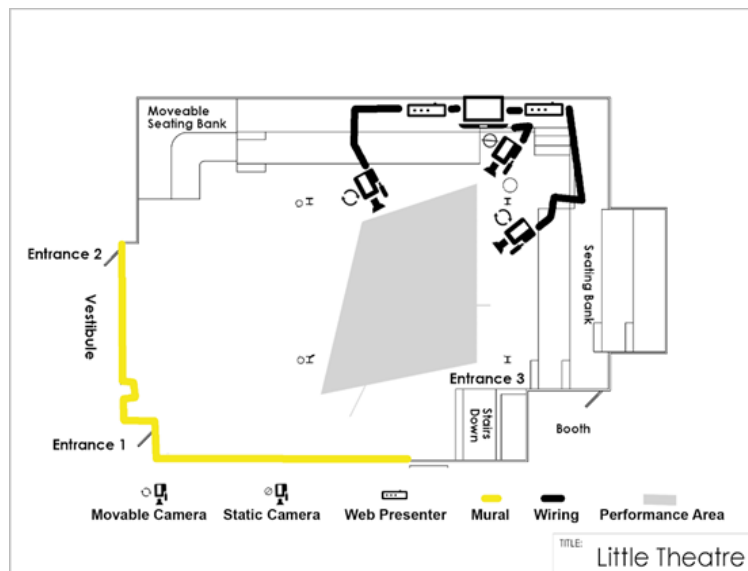 Moveable
Seating Bank
Entrance 2
Vestibule
Seating Bank
Entrance 3
Stairs
Down
Entrance 1
Booth
Movable Camera
Static Camera
Web Presenter
Mural
Wiring
Performance Area
TITLE:
Little Theatre